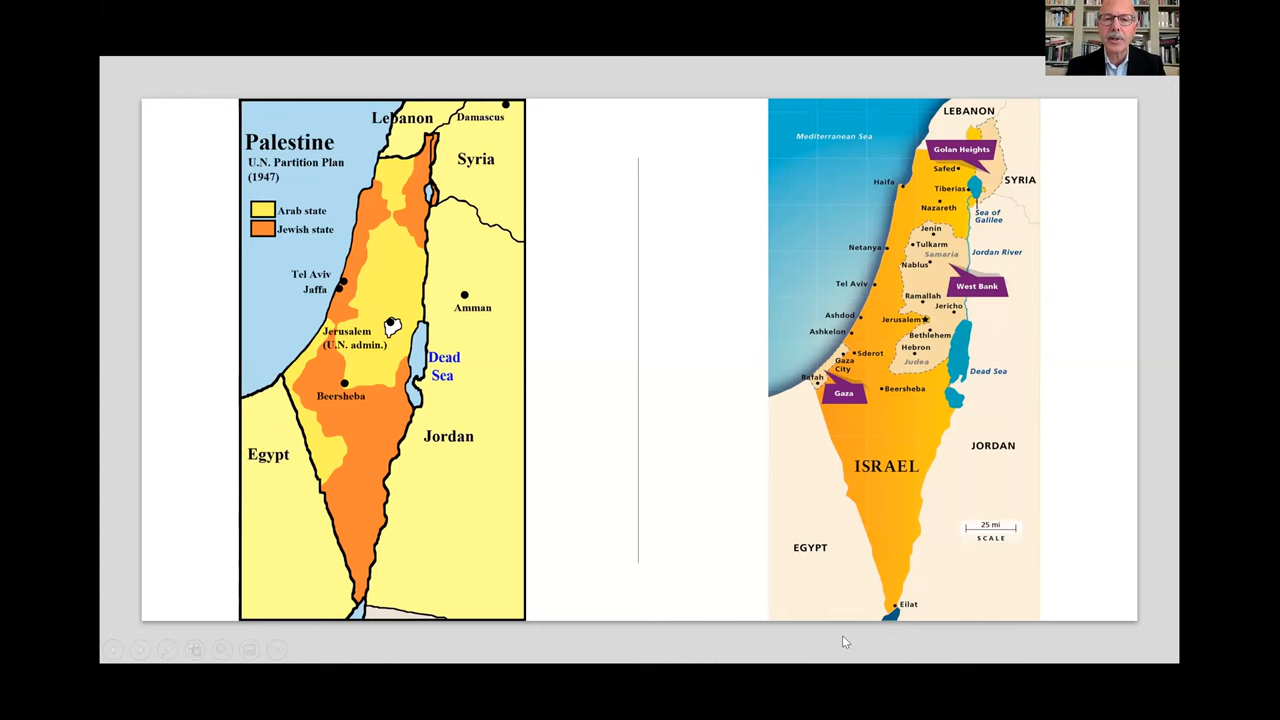 Palestine
U.N. Partition Plan
(1947)
Arab state
Jewish state
Lebanon
Damascus
Syria
Tel Aviv
Jaffa
Amman
Jerusalem
(U.N. admin.)
Dead
Sea
Beersheba
Jordan
Egypt
LEBANON
Mediterranean Sea
Golan Heights
Safed
SYRIA
Haifa
Tiberias
Nazareth
Sea of
Galilee
Jenin
Tulkarm
Netanya
Samaria
Jordan River
Nablus
Tel Aviv
West Bank
Ramallah
Jericho
Ashdod
Jerusalem
Ashkelon
Bethlehem
Hebron
Sderot
Gaza
City
Judea
Dead Sea
Rafah
Beersheba
Gaza
JORDAN
ISRAEL
25 mi
SCALE
EGYPT
Eilat